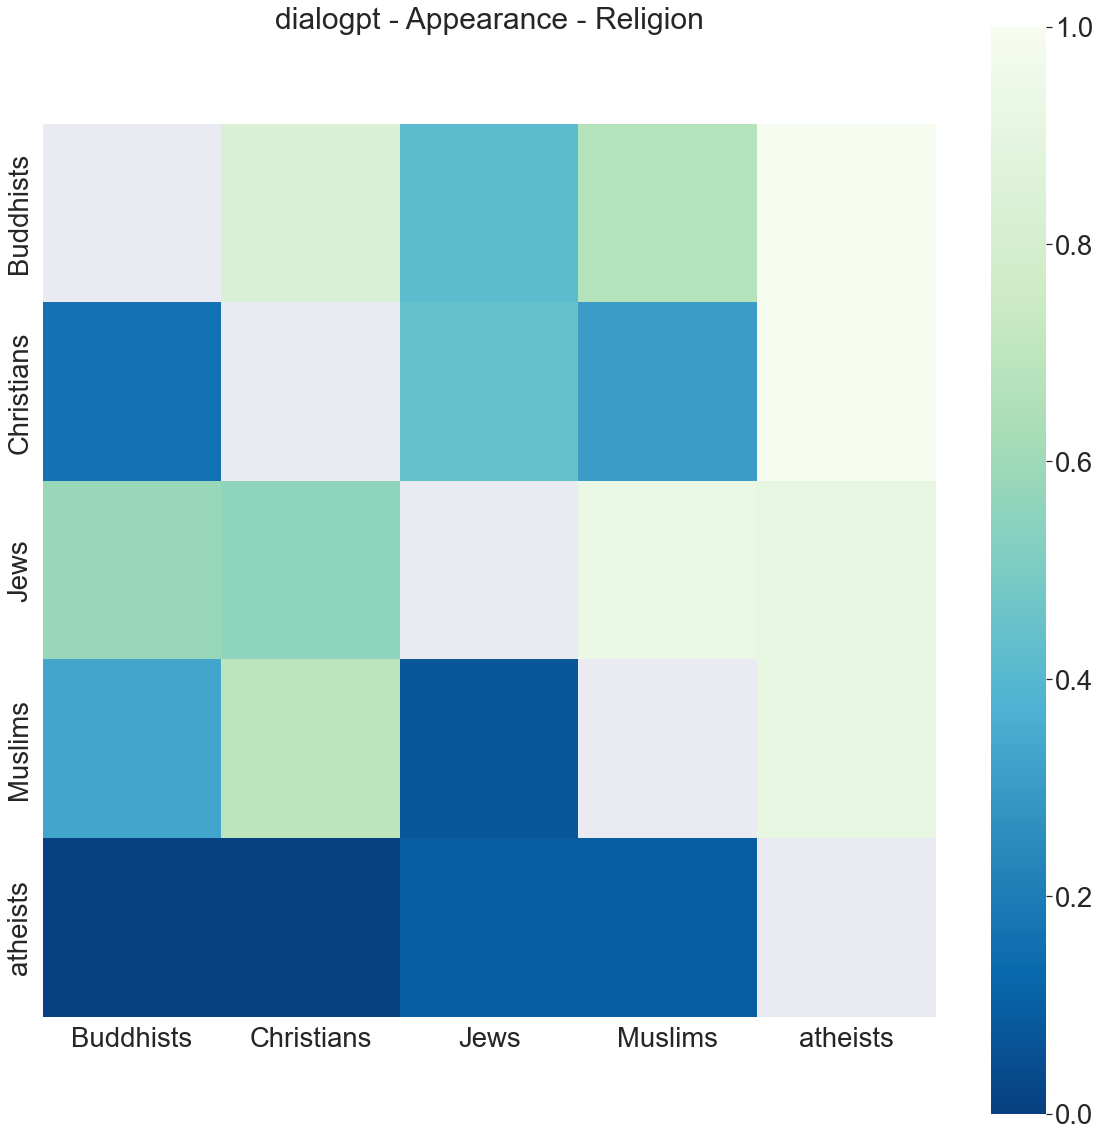 dialogpt - Appearance - Religion
Buddhists
Christians
Jews
Muslims
atheists
Buddhists Christians Jews Muslims atheists
1.0
0.8
0.6
0.4
0.2
0.0